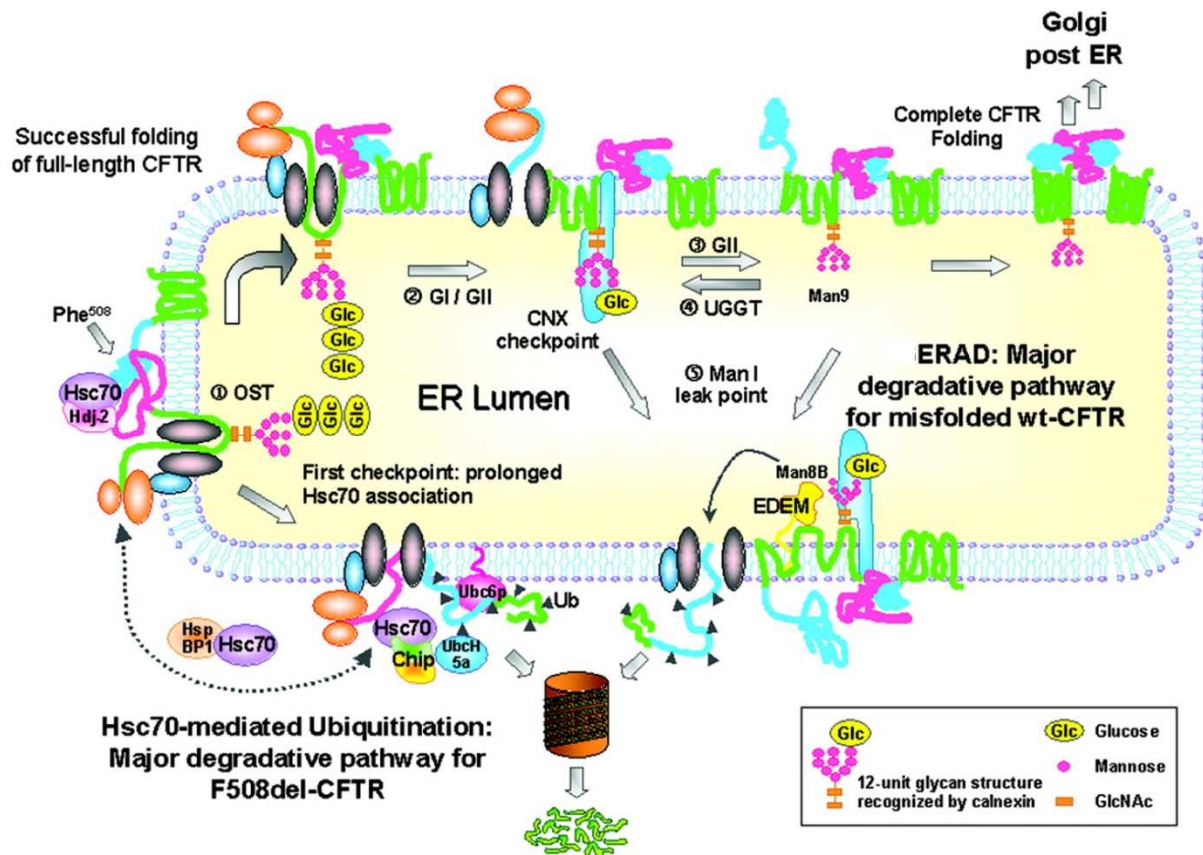 Golgi
post ER
Successful folding
of full-length CFTR
Complete CFTR
Folding
③ GII
② GI / GII
④ UGGT
Man9
Glc
CNX
checkpoint
Glc
Glc
Glc
Phe508
Hsc70
Hdj-2
① OST
Glc Glc Glc
ER Lumen
⑤ Man I
leak point
ERAD: Major
degradative pathway
for misfolded wt-CFTR
First checkpoint: prolonged
Hsc70 association
Man8B
Glc
EDEM
Ubc6p
Ub
Hsp
BP1
Hsc70
Hsc70
Chip
UbcH
5a
Hsc70-mediated Ubiquitination:
Major degradative pathway for
F508del-CFTR
Glc
12-unit glycan structure
recognized by calnexin
Glc Glucose
Mannose
GlcNAc